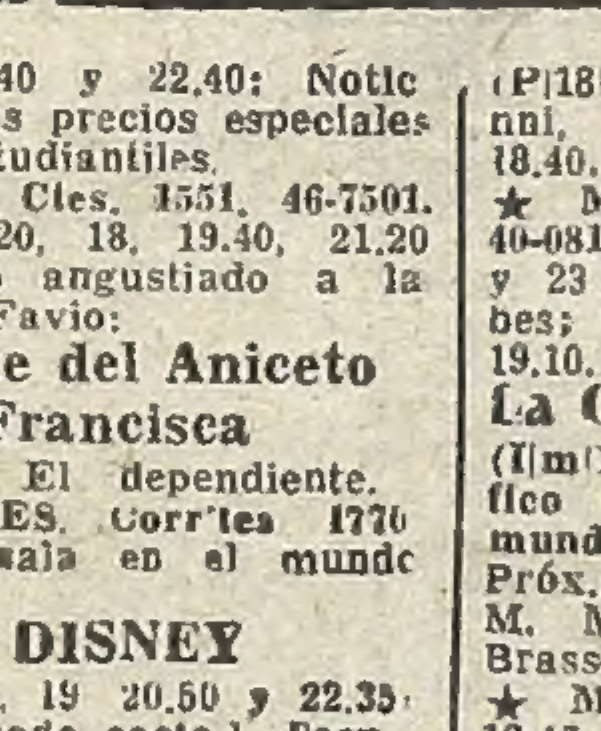 40 y 22.40: Notic
s precios especiales
tudiantiles.
Ctes. 1551. 46-7501.
20, 18, 19.40, 21.20
angustiado a la
Favio:
e del Aniceto
Francisca
El dependiente.
ES. Corr'tes 1770
sala en el mundo
DISNEY
19 20.50 y 22.35
(P|18
nni,
18.40.
★ M
40-081
y 23
bes;
19.10.
La C
(I|m|)
fico
mund
Próx.
M. M
Brass
★ M